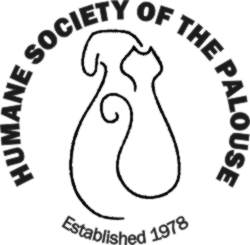 HUMANE SOCIETY OF THE PALOUSE
Established 1978